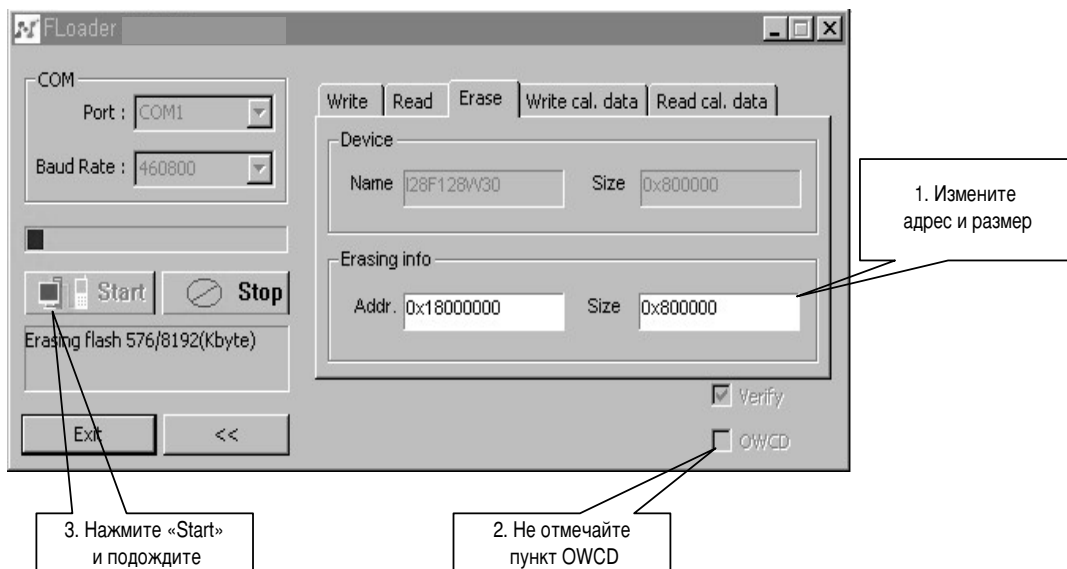 FLoader
COM
Port : COM1
Baud Rate : 460800
Start
Stop
Erasing flash 576/8192(Kbyte)
Exit
<<
Write Read Erase Write cal. data Read cal. data
Device
Name I28F128W30 Size 0x800000
Erasing info
Addr. 0x18000000 Size 0x800000
Verify
OWCD
1. Измените
адрес и размер
3. Нажмите «Start»
и подождите
2. Не отмечайте
пункт OWCD